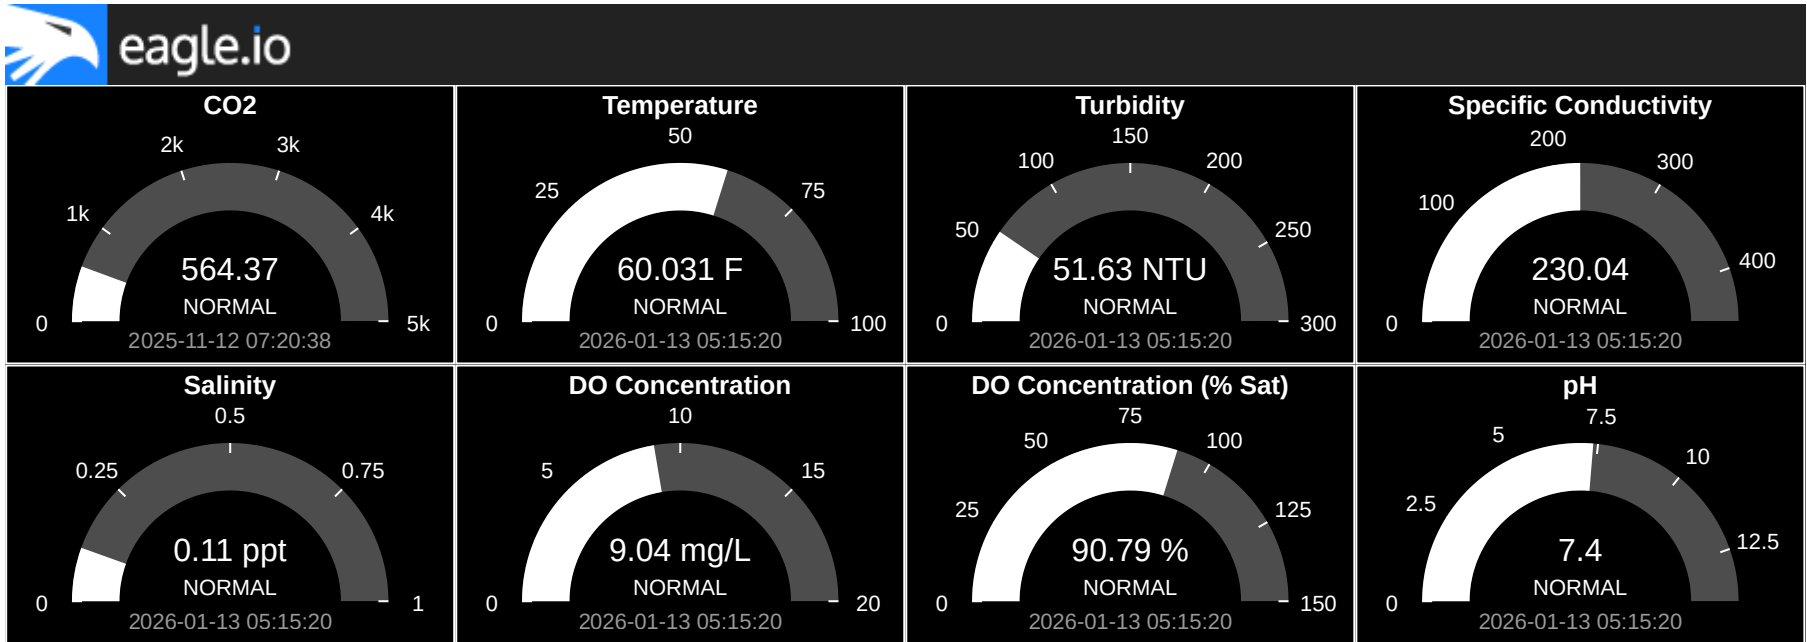 eagle.io
CO2
2k
3k
1k
4k
0
5k
564.37
NORMAL
2025-11-12 07:20:38
Temperature
50
25
75
0
100
60.031 F
NORMAL
2026-01-13 05:15:20
Turbidity
150
100
200
50
250
0
300
51.63 NTU
NORMAL
2026-01-13 05:15:20
Specific Conductivity
200
300
100
400
0
230.04
NORMAL
2026-01-13 05:15:20
Salinity
0.5
0.25
0.75
0
1
0.11 ppt
NORMAL
2026-01-13 05:15:20
DO Concentration
10
5
15
0
20
9.04 mg/L
NORMAL
2026-01-13 05:15:20
DO Concentration (% Sat)
75
50
100
25
125
0
150
90.79 %
NORMAL
2026-01-13 05:15:20
pH
7.5
5
10
2.5
12.5
0
7.4
NORMAL
2026-01-13 05:15:20